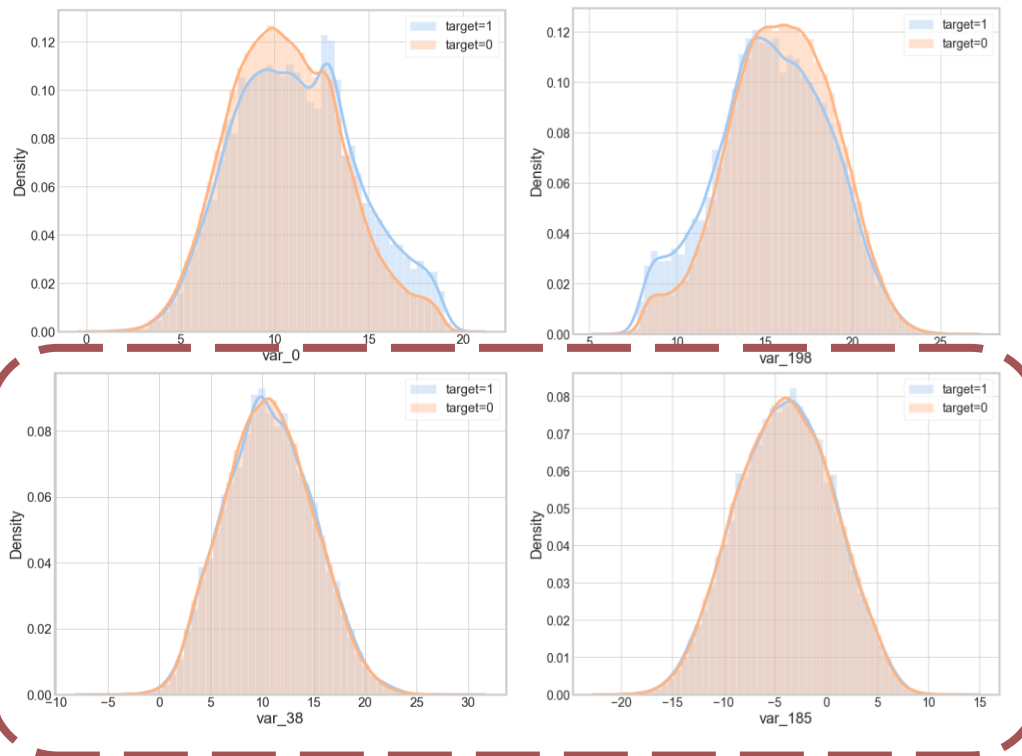 target=1
target=0
0.12
0.10
0.08
0.06
0.04
0.02
0.00
Density
0 5 10 15 20
var_0
target=1
target=0
0.12
0.10
0.08
0.06
0.04
0.02
0.00
Density
5 10 15 20 25
var_198
target=1
target=0
0.08
0.06
0.04
0.02
0.00
Density
−10 −5 0 5 10 15 20 25 30
var_38
target=1
target=0
0.08
0.07
0.06
0.05
0.04
0.03
0.02
0.01
0.00
Density
−20 −15 −10 −5 0 5 10 15
var_185